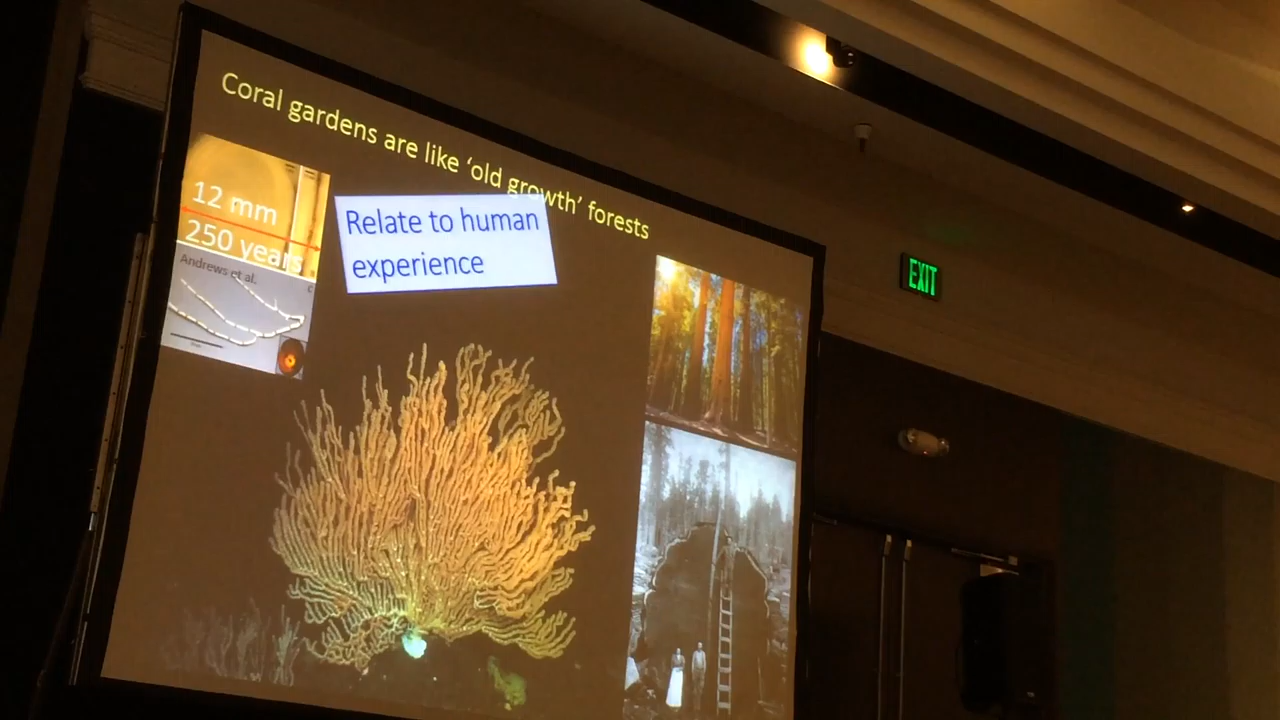 Coral gardens are like ‘old growth’ forests
12 mm
250 years
Andrews et al.
Relate to human
experience
EXIT